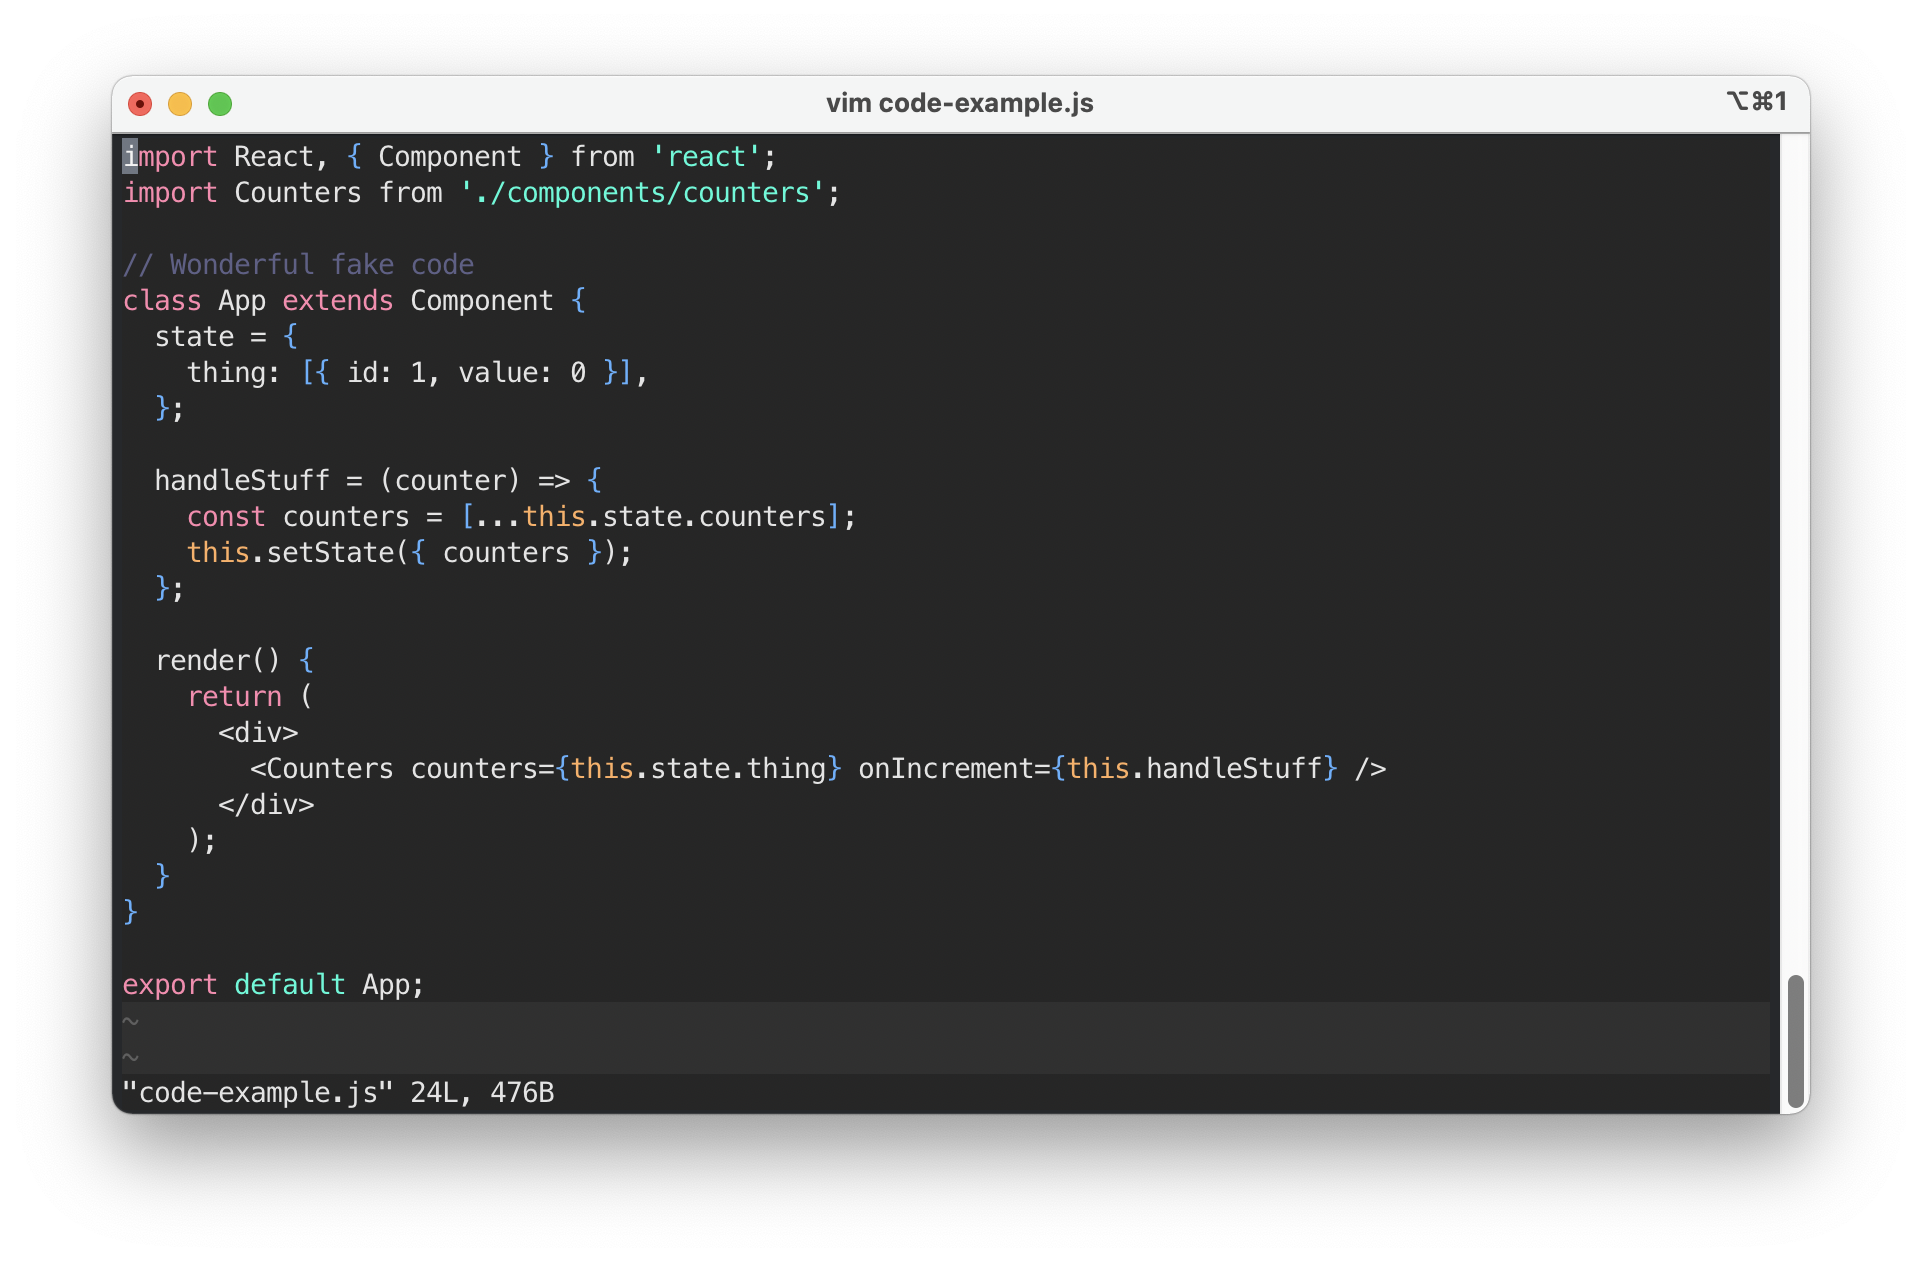 vim code-example.js ⌥⌘1
import React, { Component } from 'react';
import Counters from './components/counters';

// Wonderful fake code
class App extends Component {
  state = {
    thing: [{ id: 1, value: 0 }],
  };

  handleStuff = (counter) => {
    const counters = [...this.state.counters];
    this.setState({ counters });
  };

  render() {
    return (
      <div>
        <Counters counters={this.state.thing} onIncrement={this.handleStuff} />
      </div>
    );
  }
}

export default App;
~
~
"code-example.js" 24L, 476B